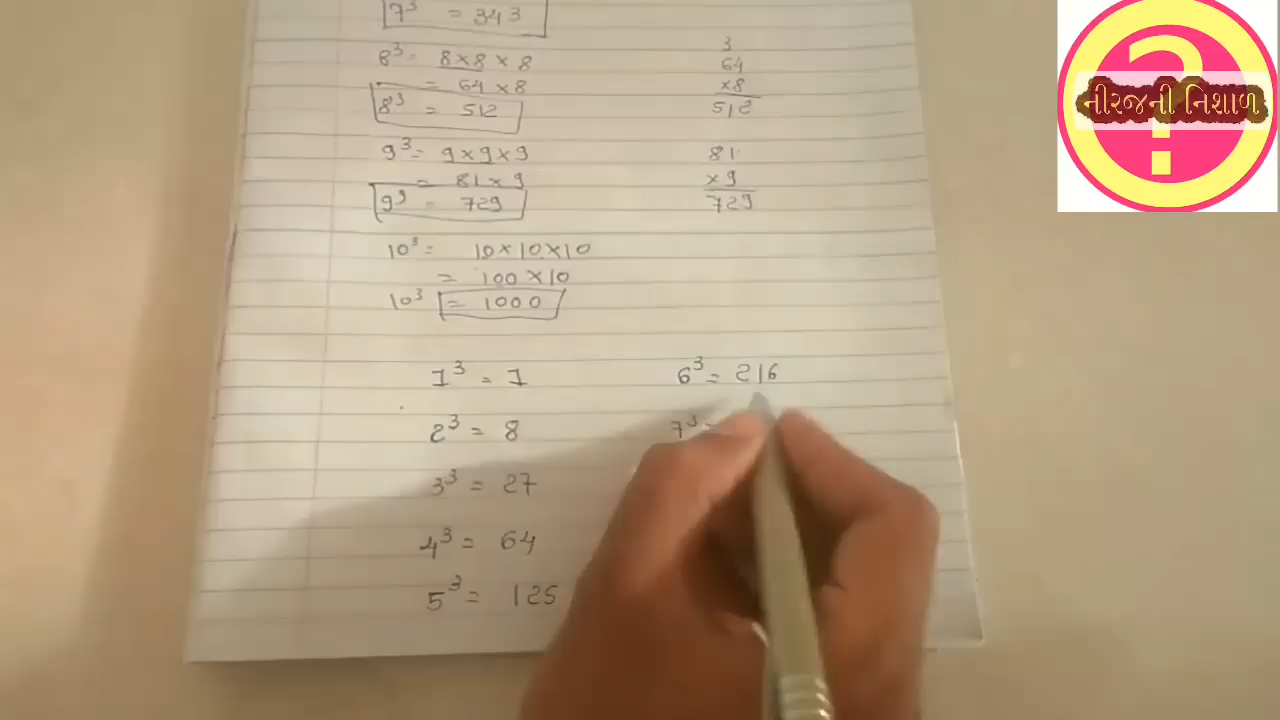 7³ = 343
8³ = 8 × 8 × 8
= 64 × 8
8³ = 512
3
64
×8
512
9³ = 9 × 9 × 9
= 81 × 9
9³ = 729
81
× 9
729
10³ = 10 × 10 × 10
= 100 × 10
10³ = 1000
1³ = 1
2³ = 8
3³ = 27
4³ = 64
5³ = 125
6³ = 216
7³ =
?
નીરજની નિશાળ